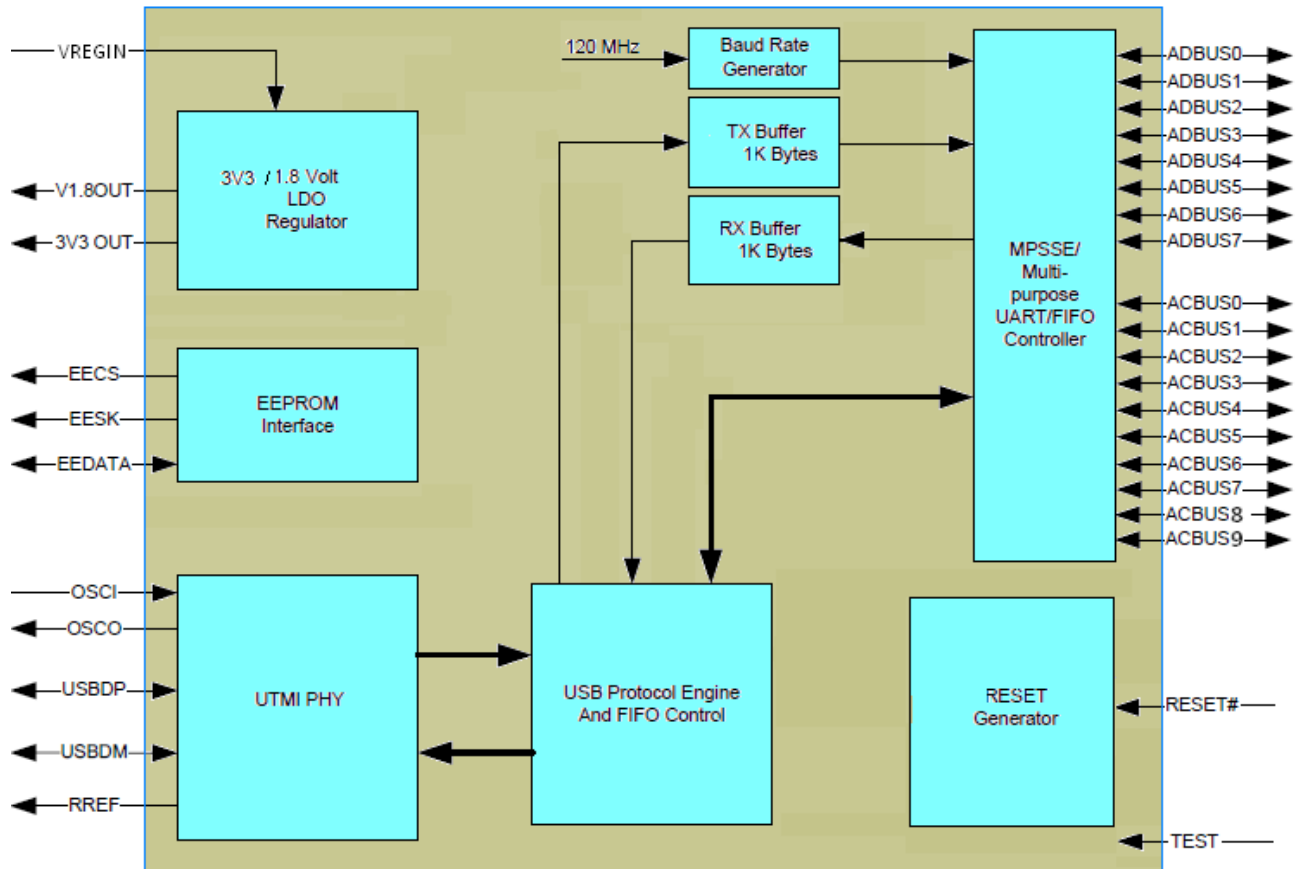 VREGIN
V1.8OUT
3V3 OUT
3V3 / 1.8 Volt
LDO
Regulator
EECS
EESK
EEDATA
EEPROM
Interface
OSCI
OSCO
USBDP
USBDM
RREF
UTMI PHY
120 MHz
Baud Rate
Generator
TX Buffer
1K Bytes
RX Buffer
1K Bytes
USB Protocol Engine
And FIFO Control
MPSSE/
Multi-
purpose
UART/FIFO
Controller
RESET
Generator
ADBUS0
ADBUS1
ADBUS2
ADBUS3
ADBUS4
ADBUS5
ADBUS6
ADBUS7
ACBUS0
ACBUS1
ACBUS2
ACBUS3
ACBUS4
ACBUS5
ACBUS6
ACBUS7
ACBUS8
ACBUS9
RESET#
TEST